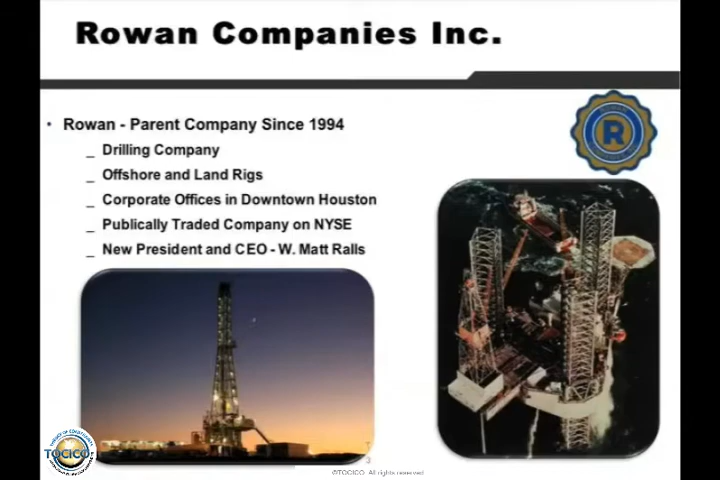 Rowan Companies Inc.
• Rowan - Parent Company Since 1994
_ Drilling Company
_ Offshore and Land Rigs
_ Corporate Offices in Downtown Houston
_ Publically Traded Company on NYSE
_ New President and CEO - W. Matt Ralls
R
TOCICO
3
©TOCICO. All rights reserved